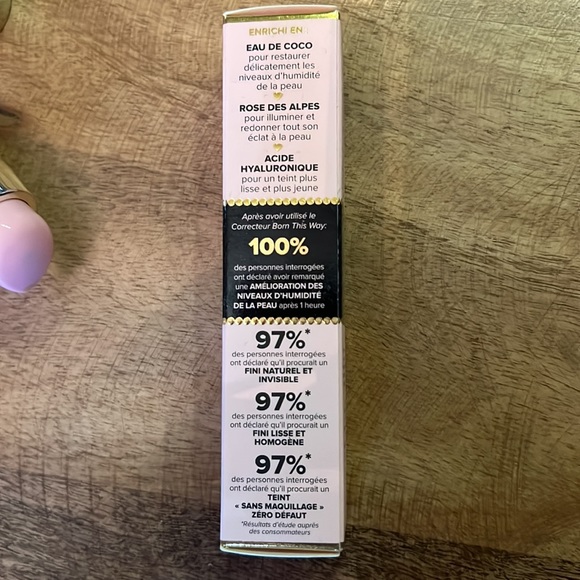 ENRICHI EN :
EAU DE COCO
pour restaurer
délicatement les
niveaux d'humidité
de la peau
ROSE DES ALPES
pour illuminer et
redonner tout son
éclat à la peau
ACIDE
HYALURONIQUE
pour un teint plus
lisse et plus jeune
Après avoir utilisé le
Correcteur Born This Way:
100%
des personnes interrogées
ont déclaré avoir remarqué
une AMÉLIORATION DES
NIVEAUX D'HUMIDITÉ
DE LA PEAU après 1 heure
97%*
des personnes interrogées
ont déclaré qu'il procurait un
FINI NATUREL ET
INVISIBLE
97%*
des personnes interrogées
ont déclaré qu'il procurait un
FINI LISSE ET
HOMOGÈNE
97%*
des personnes interrogées
ont déclaré qu'il procurait un
TEINT
« SANS MAQUILLAGE »
ZÉRO DÉFAUT
*Résultats d'étude auprès
des consommateurs